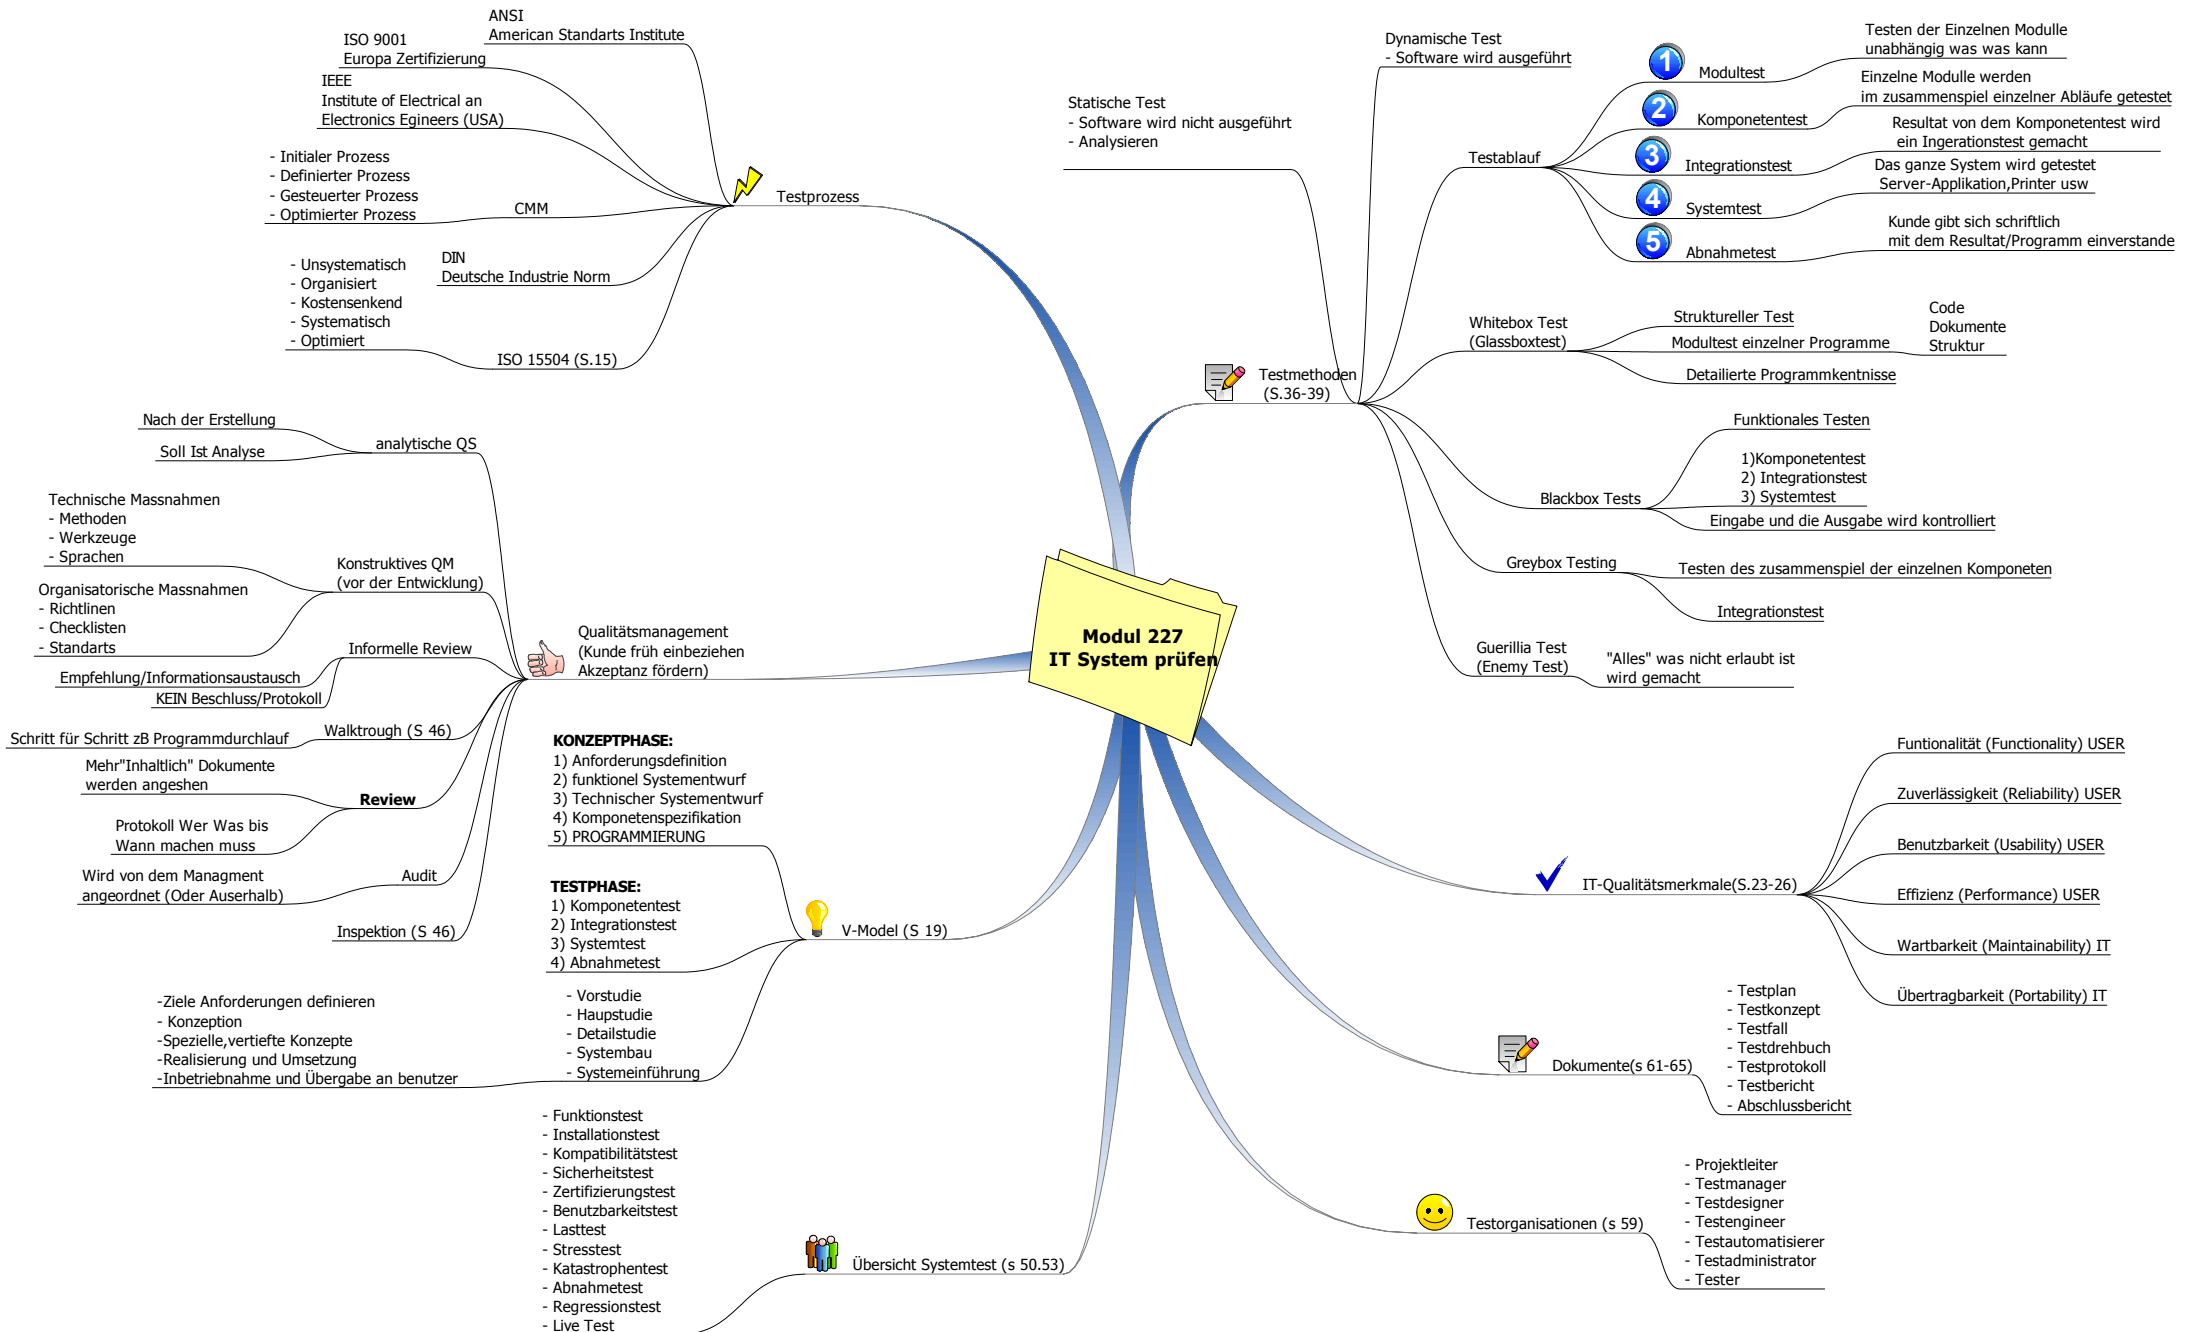 Modul 227
IT System prüfen
Testprozess
ANSI
American Standarts Institute
ISO 9001
Europa Zertifizierung
IEEE
Institute of Electrical an
Electronics Egineers (USA)
CMM
- Initialer Prozess
- Definierter Prozess
- Gesteuerter Prozess
- Optimierter Prozess
DIN
Deutsche Industrie Norm
ISO 15504 (S.15)
- Unsystematisch
- Organisiert
- Kostensenkend
- Systematisch
- Optimiert
Qualitätsmanagement
(Kunde früh einbeziehen
Akzeptanz fördern)
analytische QS
Nach der Erstellung
Soll Ist Analyse
Konstruktives QM
(vor der Entwicklung)
Technische Massnahmen
- Methoden
- Werkzeuge
- Sprachen
Organisatorische Massnahmen
- Richtlinen
- Checklisten
- Standarts
Informelle Review
Empfehlung/Informationsaustausch
KEIN Beschluss/Protokoll
Walktrough (S 46)
Schritt für Schritt zB Programmdurchlauf
Review
Mehr"Inhaltlich" Dokumente
werden angeshen
Protokoll Wer Was bis
Wann machen muss
Audit
Wird von dem Managment
angeordnet (Oder Auserhalb)
Inspektion (S 46)
V-Model (S 19)
KONZEPTPHASE:
1) Anforderungsdefinition
2) funktionel Systementwurf
3) Technischer Systementwurf
4) Komponetenspezifikation
5) PROGRAMMIERUNG
TESTPHASE:
1) Komponetentest
2) Integrationstest
3) Systemtest
4) Abnahmetest
- Vorstudie
- Haupstudie
- Detailstudie
- Systembau
- Systemeinführung
-Ziele Anforderungen definieren
- Konzeption
-Spezielle,vertiefte Konzepte
-Realisierung und Umsetzung
-Inbetriebnahme und Übergabe an benutzer
Übersicht Systemtest (s 50.53)
- Funktionstest
- Installationstest
- Kompatibilitätstest
- Sicherheitstest
- Zertifizierungstest
- Benutzbarkeitstest
- Lasttest
- Stresstest
- Katastrophentest
- Abnahmetest
- Regressionstest
- Live Test
Testmethoden
(S.36-39)
Statische Test
- Software wird nicht ausgeführt
- Analysieren
Dynamische Test
- Software wird ausgeführt
Testablauf
1
Modultest
Testen der Einzelnen Modulle
unabhängig was was kann
2
Komponetentest
Einzelne Modulle werden
im zusammenspiel einzelner Abläufe getestet
3
Integrationstest
Resultat von dem Komponetentest wird
ein Ingerationstest gemacht
4
Systemtest
Das ganze System wird getestet
Server-Applikation,Printer usw
5
Abnahmetest
Kunde gibt sich schriftlich
mit dem Resultat/Programm einverstande
Whitebox Test
(Glassboxtest)
Struktureller Test
Modultest einzelner Programme
Code
Dokumente
Struktur
Detailierte Programmkentnisse
Blackbox Tests
Funktionales Testen
1)Komponetentest
2) Integrationstest
3) Systemtest
Eingabe und die Ausgabe wird kontrolliert
Greybox Testing
Testen des zusammenspiel der einzelnen Komponeten
Integrationstest
Guerillia Test
(Enemy Test)
"Alles" was nicht erlaubt ist
wird gemacht
IT-Qualitätsmerkmale(S.23-26)
Funtionalität (Functionality) USER
Zuverlässigkeit (Reliability) USER
Benutzbarkeit (Usability) USER
Effizienz (Performance) USER
Wartbarkeit (Maintainability) IT
Übertragbarkeit (Portability) IT
Dokumente(s 61-65)
- Testplan
- Testkonzept
- Testfall
- Testdrehbuch
- Testprotokoll
- Testbericht
- Abschlussbericht
Testorganisationen (s 59)
- Projektleiter
- Testmanager
- Testdesigner
- Testengineer
- Testautomatisierer
- Testadministrator
- Tester